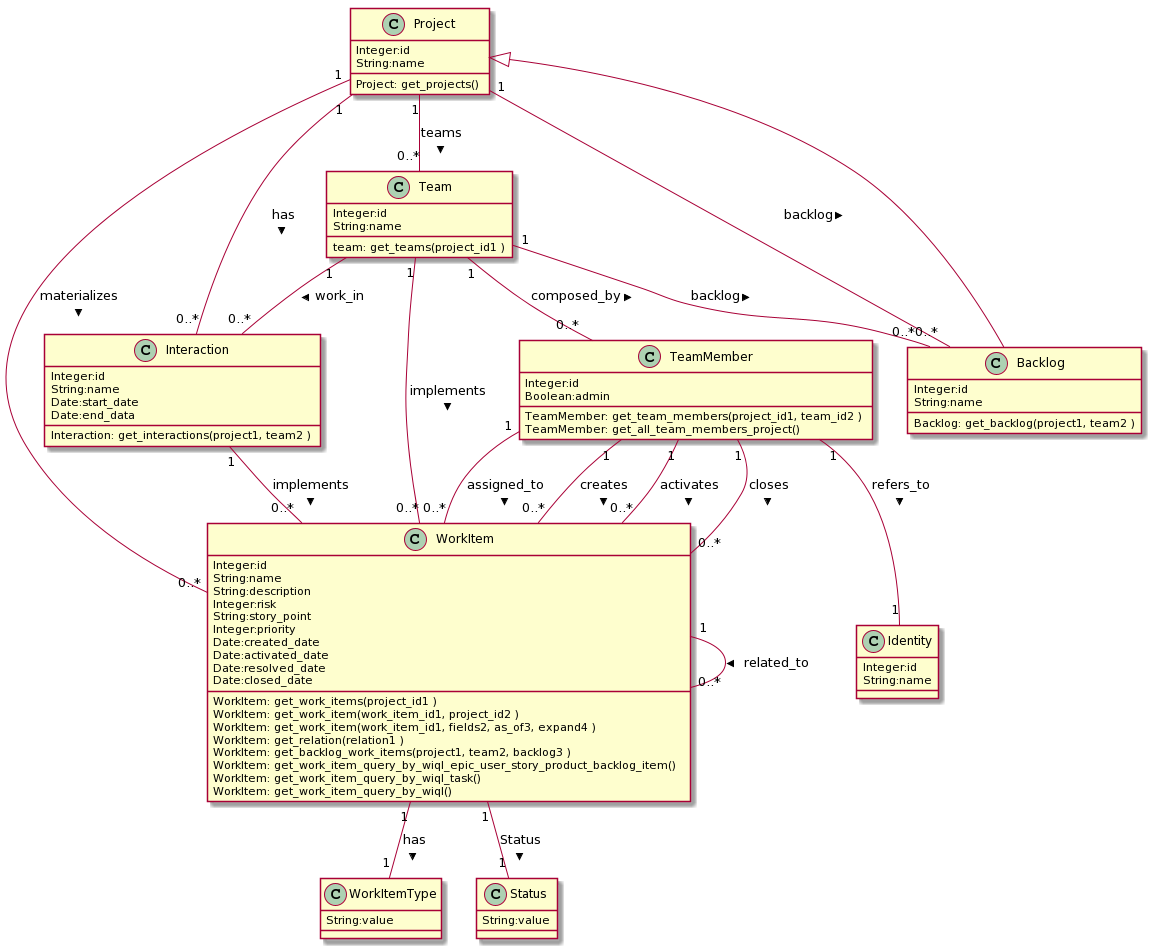 C Project
Integer:id
String:name
Project: get_projects()
1
1
1
1
teams
▼
0..*
backlog►
has
▼
materializes
▼
C Team
Integer:id
String:name
team: get_teams(project_id1 )
1
1
1
1
◄ work_in
composed_by►
backlog►
0..*
0..*
0..*
0..*
0..*
C Interaction
Integer:id
String:name
Date:start_date
Date:end_data
Interaction: get_interactions(project1, team2 )
implements
▼
C TeamMember
Integer:id
Boolean:admin
TeamMember: get_team_members(project_id1, team_id2 )
TeamMember: get_all_team_members_project()
C Backlog
Integer:id
String:name
Backlog: get_backlog(project1, team2 )
1
1
1
1
1
1
implements
▼
assigned_to
▼
creates
▼
activates
▼
closes
▼
refers_to
▼
0..*
0..*
0..*
0..*
0..*
0..*
0..*
C WorkItem
Integer:id
String:name
String:description
Integer:risk
String:story_point
Integer:priority
Date:created_date
Date:activated_date
Date:resolved_date
Date:closed_date
WorkItem: get_work_items(project_id1 )
WorkItem: get_work_item(work_item_id1, project_id2 )
WorkItem: get_work_item(work_item_id1, fields2, as_of3, expand4 )
WorkItem: get_relation(relation1 )
WorkItem: get_backlog_work_items(project1, team2, backlog3 )
WorkItem: get_work_item_query_by_wiql_epic_user_story_product_backlog_item()
WorkItem: get_work_item_query_by_wiql_task()
WorkItem: get_work_item_query_by_wiql()
1
◄ related_to
0..*
1
C Identity
Integer:id
String:name
1
1
has
▼
Status
▼
1
1
C WorkItemType
String:value
C Status
String:value